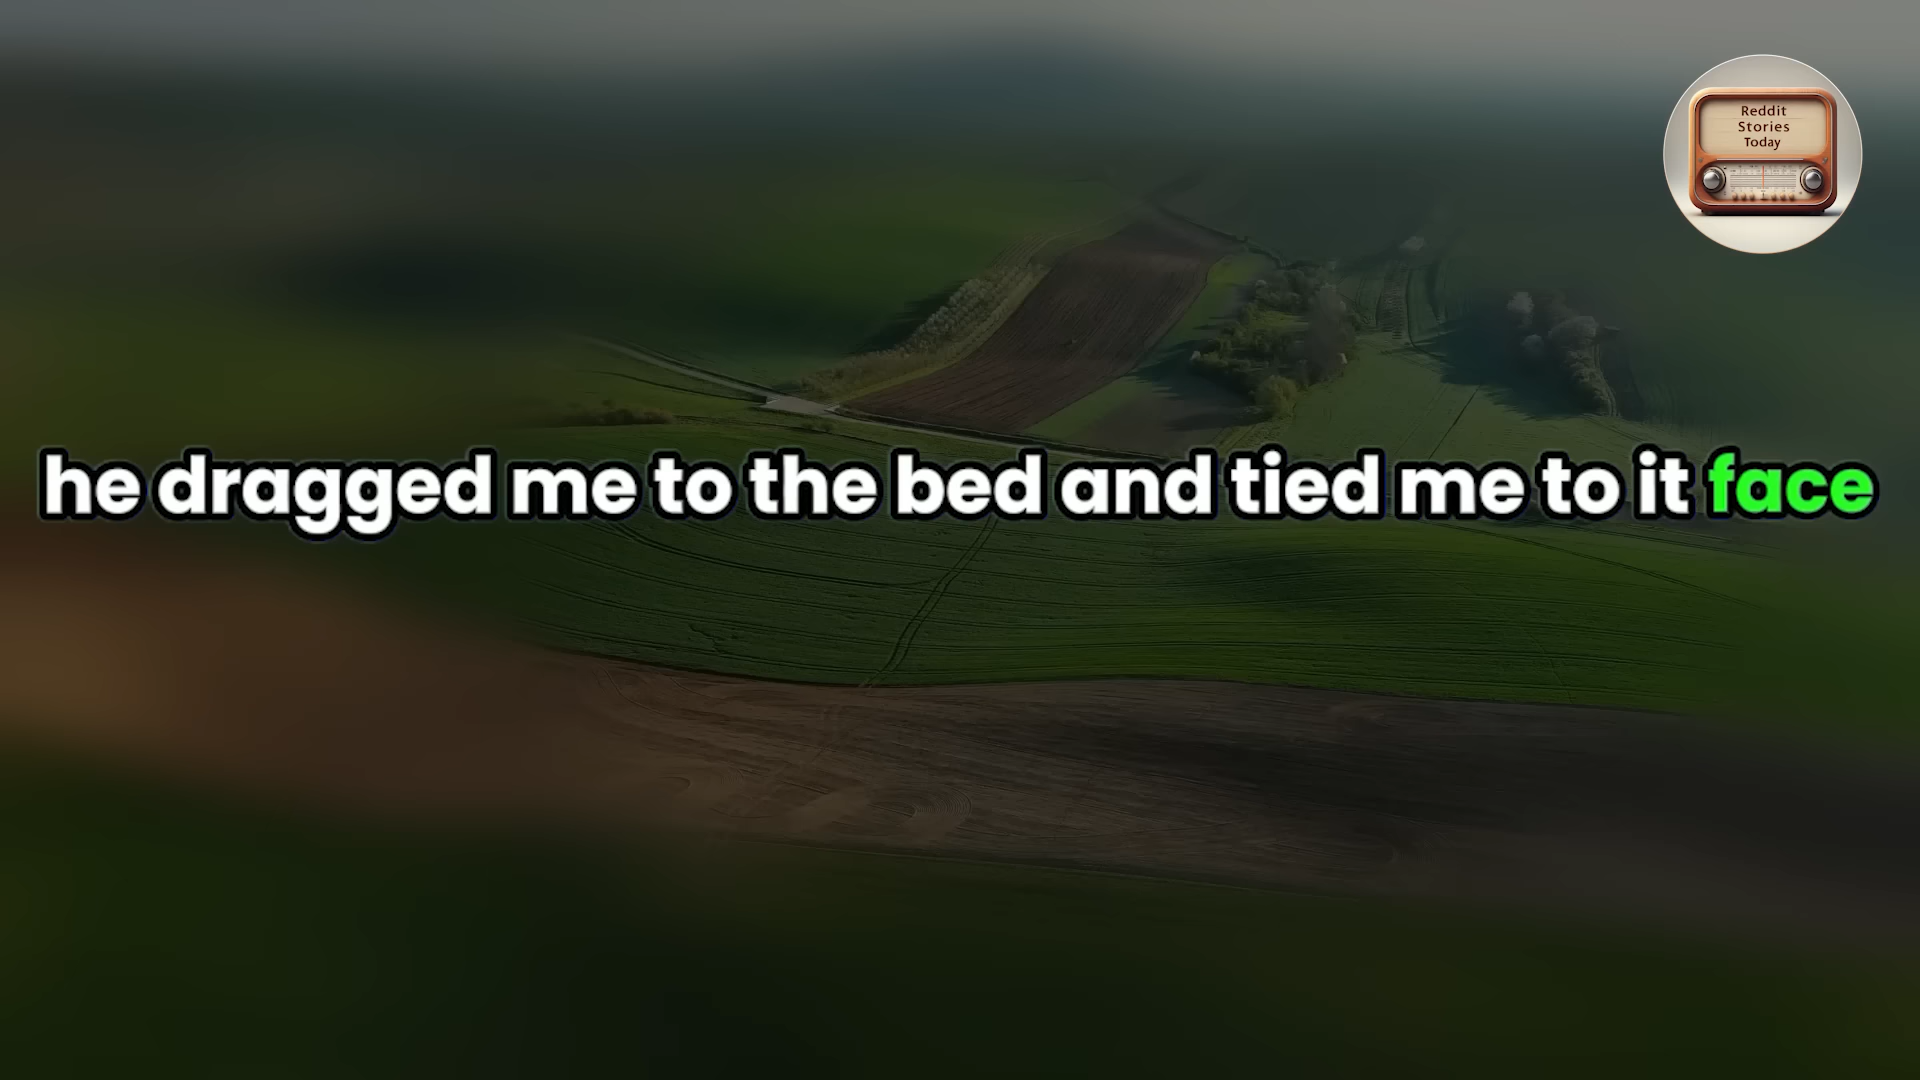 Reddit
Stories
Today
he dragged me to the bed and tied me to it face